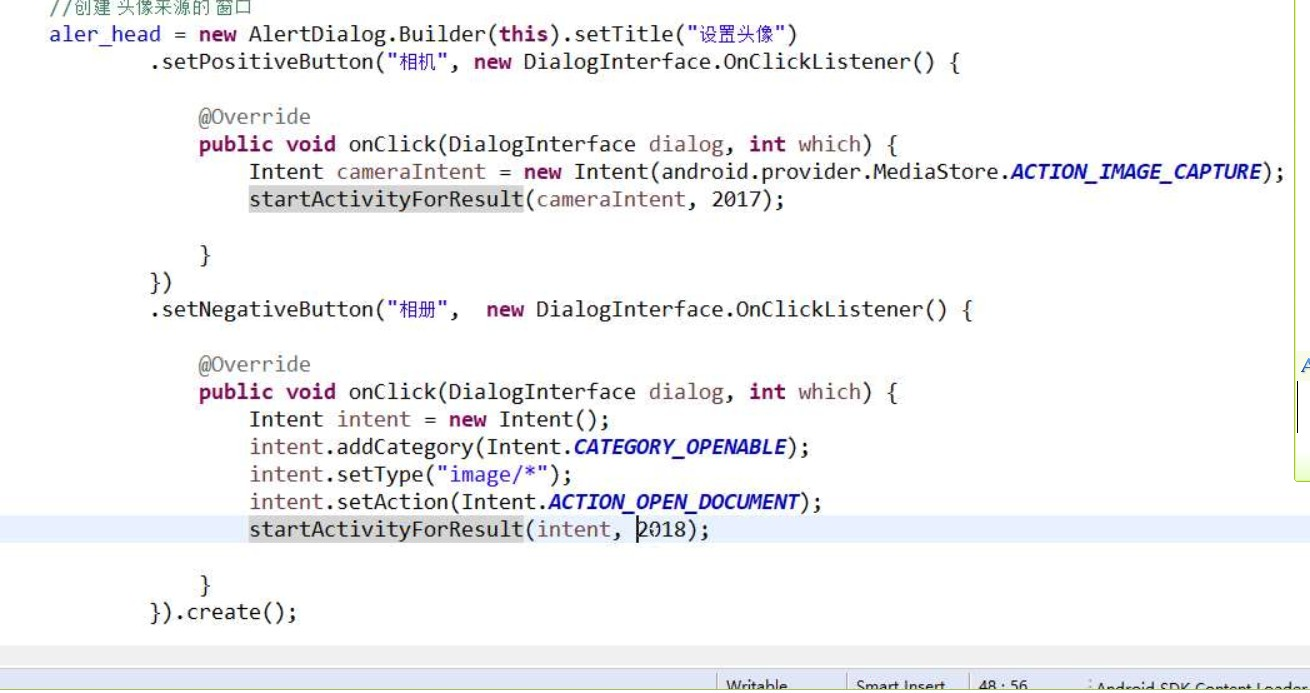 //创建 头像来源的 窗口
aler_head = new AlertDialog.Builder(this).setTitle("设置头像")
.setPositiveButton("相机", new DialogInterface.OnClickListener() {
@Override
public void onClick(DialogInterface dialog, int which) {
Intent cameraIntent = new Intent(android.provider.MediaStore.ACTION_IMAGE_CAPTURE);
startActivityForResult(cameraIntent, 2017);
}
})
.setNegativeButton("相册",  new DialogInterface.OnClickListener() {
@Override
public void onClick(DialogInterface dialog, int which) {
Intent intent = new Intent();
intent.addCategory(Intent.CATEGORY_OPENABLE);
intent.setType("image/*");
intent.setAction(Intent.ACTION_OPEN_DOCUMENT);
startActivityForResult(intent, 2018);
}
}).create();
Writable Smart Insert 48 : 56 Android SDK Content Loader